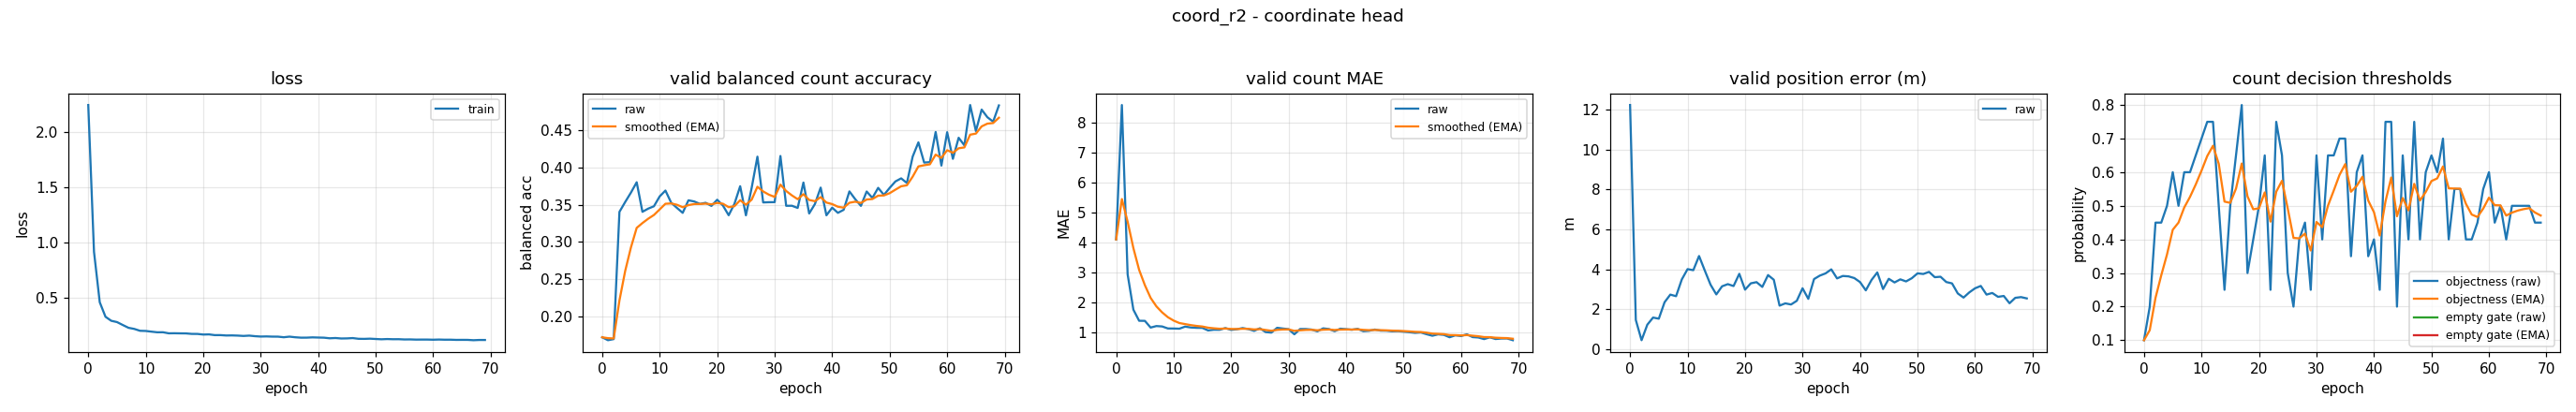 coord_r2 - coordinate head
loss
2.0
1.5
1.0
0.5
loss
train
0 10 20 30 40 50 60 70
epoch
valid balanced count accuracy
0.45
0.40
0.35
0.30
0.25
0.20
balanced acc
raw
smoothed (EMA)
0 10 20 30 40 50 60 70
epoch
valid count MAE
8
7
6
5
4
3
2
1
MAE
raw
smoothed (EMA)
0 10 20 30 40 50 60 70
epoch
valid position error (m)
12
10
8
6
4
2
0
m
raw
0 10 20 30 40 50 60 70
epoch
count decision thresholds
0.8
0.7
0.6
0.5
0.4
0.3
0.2
0.1
probability
objectness (raw)
objectness (EMA)
empty gate (raw)
empty gate (EMA)
0 10 20 30 40 50 60 70
epoch